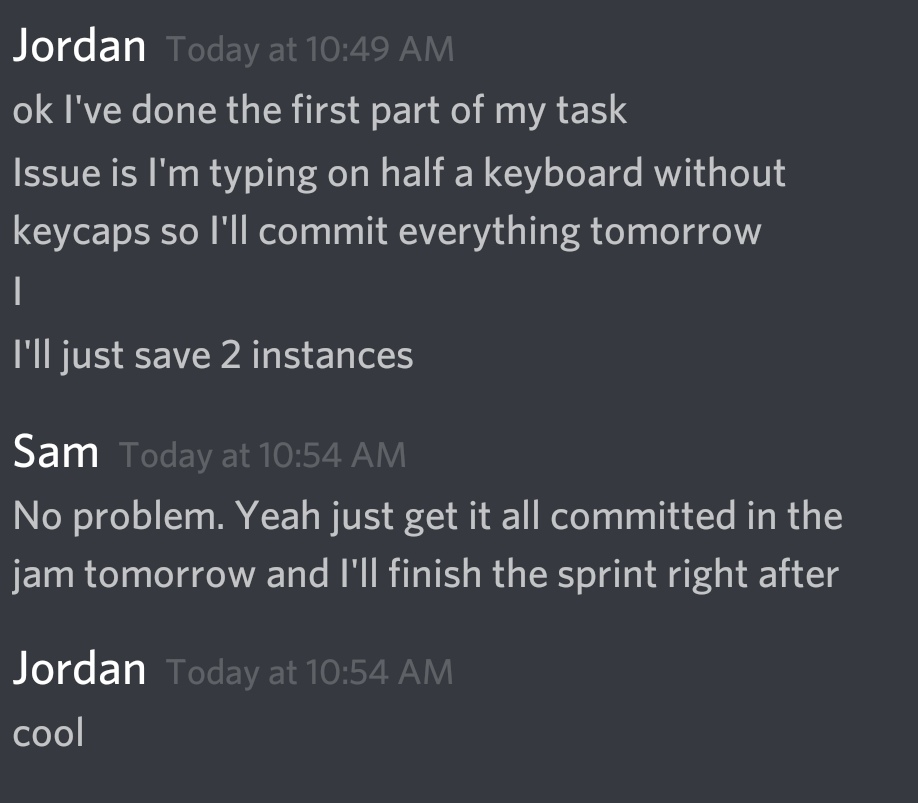 Jordan Today at 10:49 AM
ok I've done the first part of my task
Issue is I'm typing on half a keyboard without
keycaps so I'll commit everything tomorrow
I
I'll just save 2 instances
Sam Today at 10:54 AM
No problem. Yeah just get it all committed in the
jam tomorrow and I'll finish the sprint right after
Jordan Today at 10:54 AM
cool